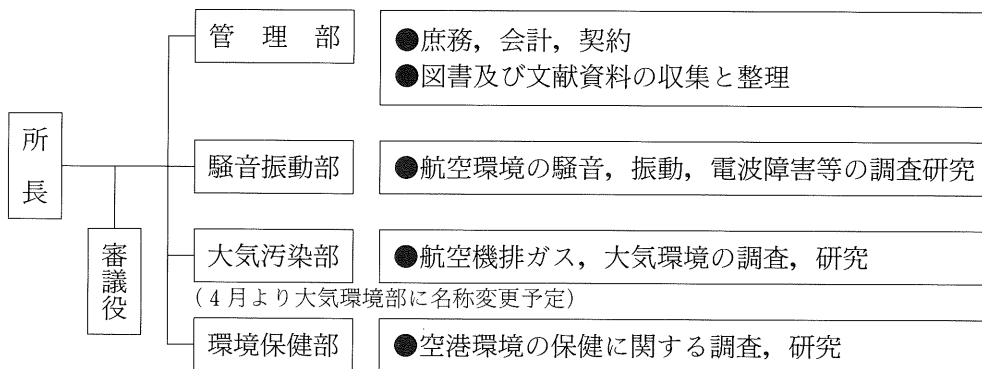 所長
審議役
管理部
●庶務，会計，契約
●図書及び文献資料の収集と整理
騒音振動部
●航空環境の騒音，振動，電波障害等の調査研究
大気汚染部
●航空機排ガス，大気環境の調査，研究
(4月より大気環境部に名称変更予定)
環境保健部
●空港環境の保健に関する調査，研究